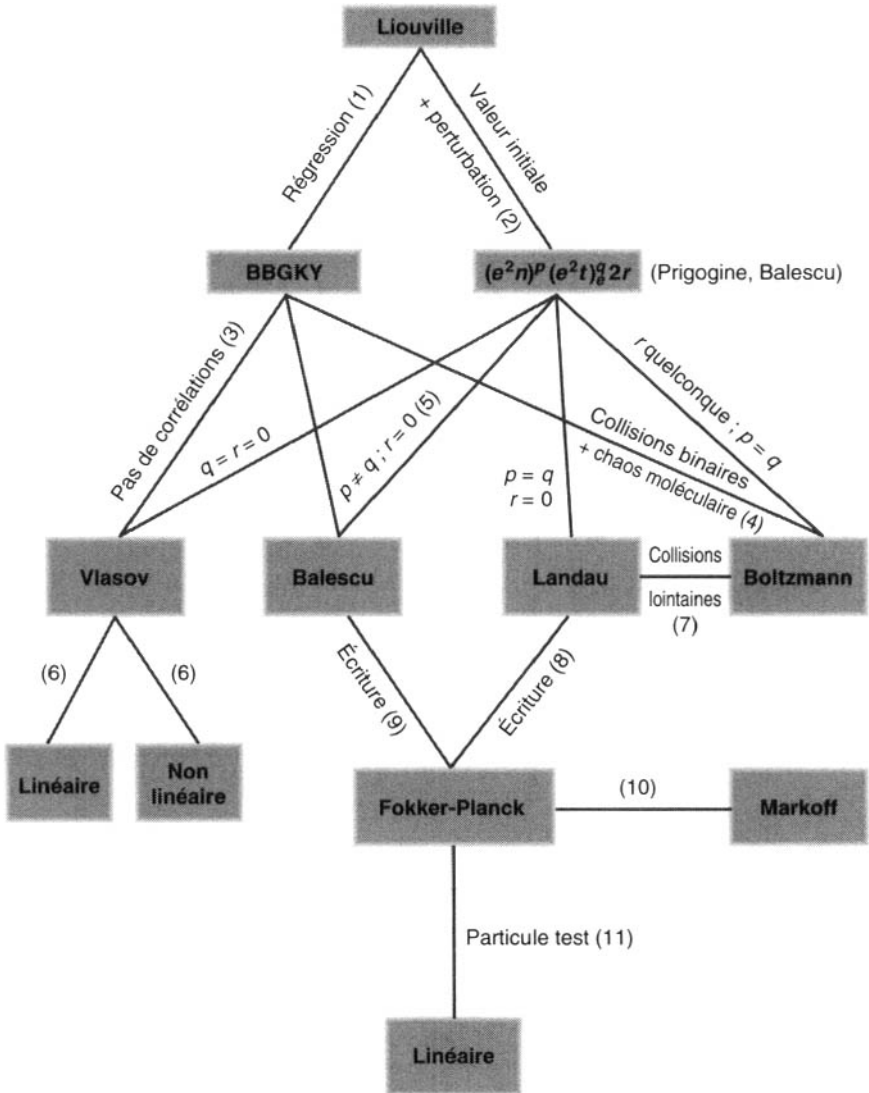 Liouville
Régression (1)
Valeur initiale
+ perturbation (2)
BBGKY
(e²n)ᵖ (e²t)ᵉ^q 2r
(Prigogine, Balescu)
Pas de corrélations (3)
q = r = 0
p ≠ q ; r = 0 (5)
p = q
r = 0
r quelconque ; p = q
Collisions binaires
+ chaos moléculaire (4)
Vlasov
Balescu
Landau
Collisions
lointaines
(7)
Boltzmann
(6)
(6)
Écriture (9)
Écriture (8)
Linéaire
Non
linéaire
Fokker-Planck
(10)
Markoff
Particule test (11)
Linéaire